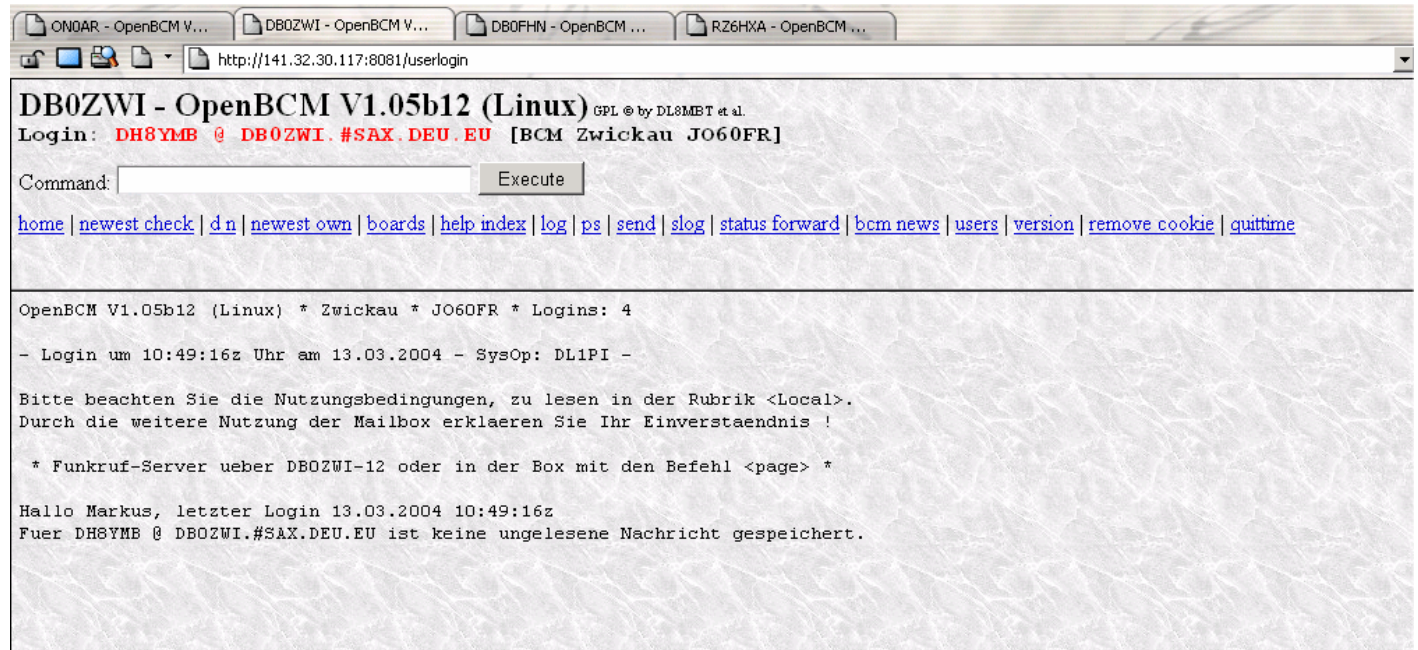 ON0AR - OpenBCM V... DB0ZWI - OpenBCM V... DB0FHN - OpenBCM ... RZ6HXA - OpenBCM ...
http://141.32.30.117:8081/userlogin
DB0ZWI - OpenBCM V1.05b12 (Linux) GPL © by DL8MBT et al.
Login: DH8YMB @ DB0ZWI.#SAX.DEU.EU [BCM Zwickau JO60FR]
Command: Execute
home | newest check | d n | newest own | boards | help index | log | ps | send | slog | status forward | bcm news | users | version | remove cookie | quittime
OpenBCM V1.05b12 (Linux) * Zwickau * JO60FR * Logins: 4
- Login um 10:49:16z Uhr am 13.03.2004 - SysOp: DL1PI -
Bitte beachten Sie die Nutzungsbedingungen, zu lesen in der Rubrik <Local>.
Durch die weitere Nutzung der Mailbox erklaeren Sie Ihr Einverstaendnis !
* Funkruf-Server ueber DB0ZWI-12 oder in der Box mit den Befehl <page> *
Hallo Markus, letzter Login 13.03.2004 10:49:16z
Fuer DH8YMB @ DB0ZWI.#SAX.DEU.EU ist keine ungelesene Nachricht gespeichert.